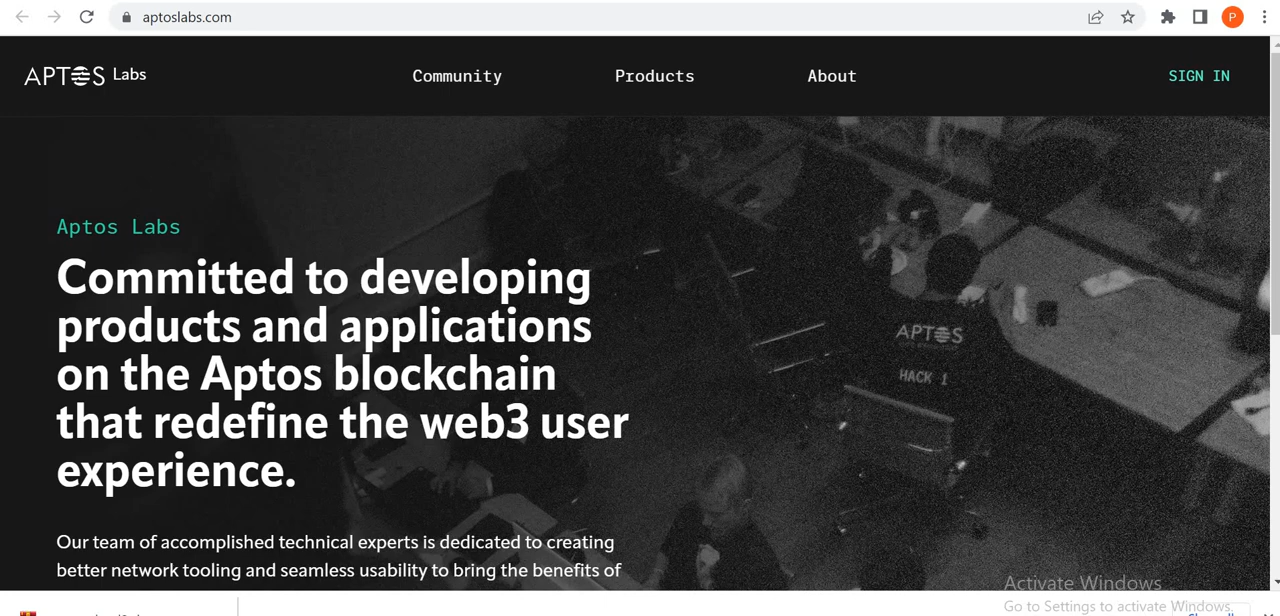 aptoslabs.com
P
APTOS Labs
Community
Products
About
SIGN IN
Aptos Labs
Committed to developing
products and applications
on the Aptos blockchain
that redefine the web3 user
experience.
APTOS
HACK 1
Our team of accomplished technical experts is dedicated to creating
better network tooling and seamless usability to bring the benefits of
Activate Windows
Go to Settings to activate Windows.